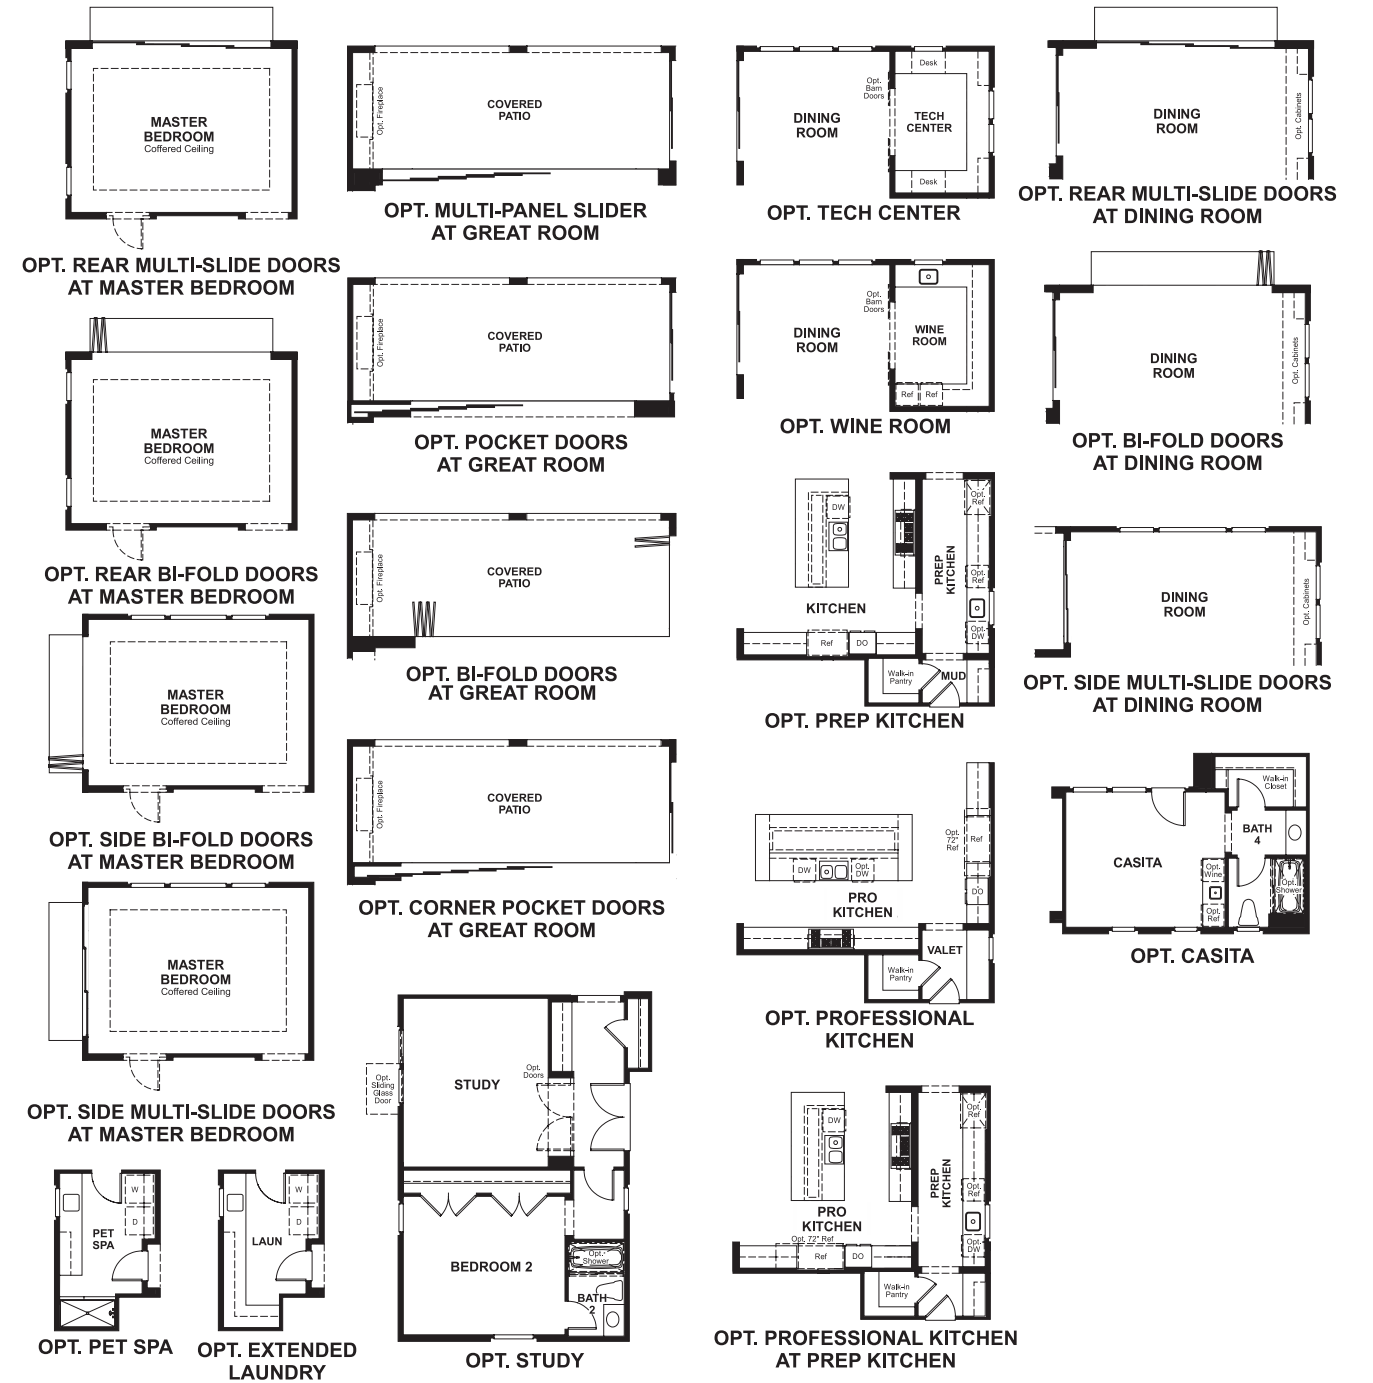 MASTER
BEDROOM
Coffered Ceiling
OPT. REAR MULTI-SLIDE DOORS
AT MASTER BEDROOM
MASTER
BEDROOM
Coffered Ceiling
OPT. REAR BI-FOLD DOORS
AT MASTER BEDROOM
MASTER
BEDROOM
Coffered Ceiling
OPT. SIDE BI-FOLD DOORS
AT MASTER BEDROOM
MASTER
BEDROOM
Coffered Ceiling
OPT. SIDE MULTI-SLIDE DOORS
AT MASTER BEDROOM
W
D
PET
SPA
OPT. PET SPA
W
D
LAUN
OPT. EXTENDED
LAUNDRY
Opt. Fireplace
COVERED
PATIO
OPT. MULTI-PANEL SLIDER
AT GREAT ROOM
Opt. Fireplace
COVERED
PATIO
OPT. POCKET DOORS
AT GREAT ROOM
Opt. Fireplace
COVERED
PATIO
OPT. BI-FOLD DOORS
AT GREAT ROOM
Opt. Fireplace
COVERED
PATIO
OPT. CORNER POCKET DOORS
AT GREAT ROOM
Opt.
Sliding
Glass
Door
STUDY
Opt.
Doors
BEDROOM 2
Opt.
Shower
BATH
2
OPT. STUDY
DINING
ROOM
Opt.
Barn
Doors
Desk
TECH
CENTER
Desk
OPT. TECH CENTER
DINING
ROOM
Opt.
Barn
Doors
WINE
ROOM
Ref
Ref
OPT. WINE ROOM
DW
Opt.
Ref
PREP
KITCHEN
Opt.
Ref
KITCHEN
Opt.
DW
Ref
DO
Walk-in
Pantry
MUD
OPT. PREP KITCHEN
Opt.
72"
Ref
Ref
DW
Opt.
DW
DO
PRO
KITCHEN
VALET
Walk-in
Pantry
OPT. PROFESSIONAL
KITCHEN
DW
Opt.
Ref
PREP
KITCHEN
Opt.
Ref
PRO
KITCHEN
Opt. 72" Ref
Opt.
DW
Ref
DO
Walk-in
Pantry
OPT. PROFESSIONAL KITCHEN
AT PREP KITCHEN
DINING
ROOM
Opt. Cabinets
OPT. REAR MULTI-SLIDE DOORS
AT DINING ROOM
DINING
ROOM
Opt. Cabinets
OPT. BI-FOLD DOORS
AT DINING ROOM
DINING
ROOM
Opt. Cabinets
OPT. SIDE MULTI-SLIDE DOORS
AT DINING ROOM
Walk-in
Closet
BATH
4
CASITA
Opt.
Wine
Opt.
Ref
Opt.
Shower
OPT. CASITA